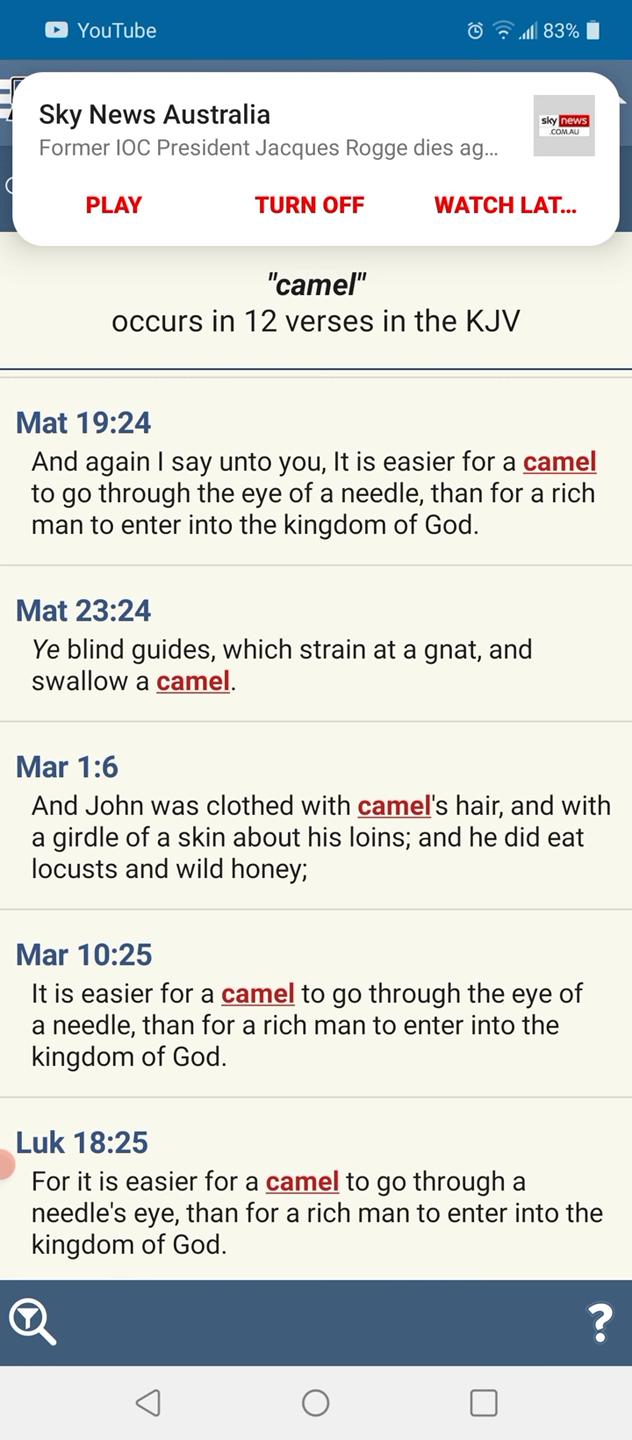 YouTube
83%
Sky News Australia
Former IOC President Jacques Rogge dies ag...
sky news
.COM.AU
PLAY TURN OFF WATCH LAT...
"camel"
occurs in 12 verses in the KJV
Mat 19:24
And again I say unto you, It is easier for a camel
to go through the eye of a needle, than for a rich
man to enter into the kingdom of God.
Mat 23:24
Ye blind guides, which strain at a gnat, and
swallow a camel.
Mar 1:6
And John was clothed with camel's hair, and with
a girdle of a skin about his loins; and he did eat
locusts and wild honey;
Mar 10:25
It is easier for a camel to go through the eye of
a needle, than for a rich man to enter into the
kingdom of God.
Luk 18:25
For it is easier for a camel to go through a
needle's eye, than for a rich man to enter into the
kingdom of God.
?